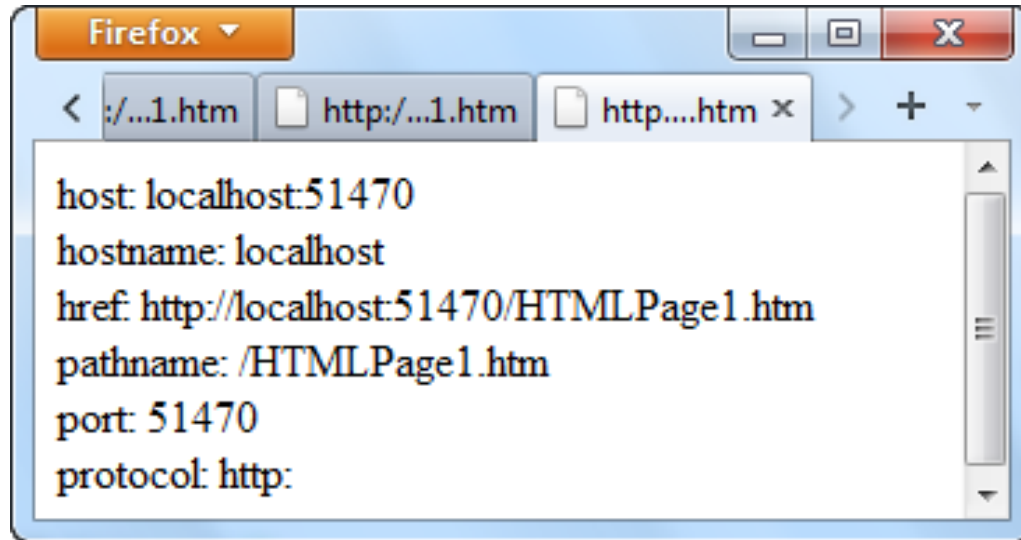 Firefox
:/...1.htm http:/...1.htm http....htm
host: localhost:51470
hostname: localhost
href: http://localhost:51470/HTMLPage1.htm
pathname: /HTMLPage1.htm
port: 51470
protocol: http: